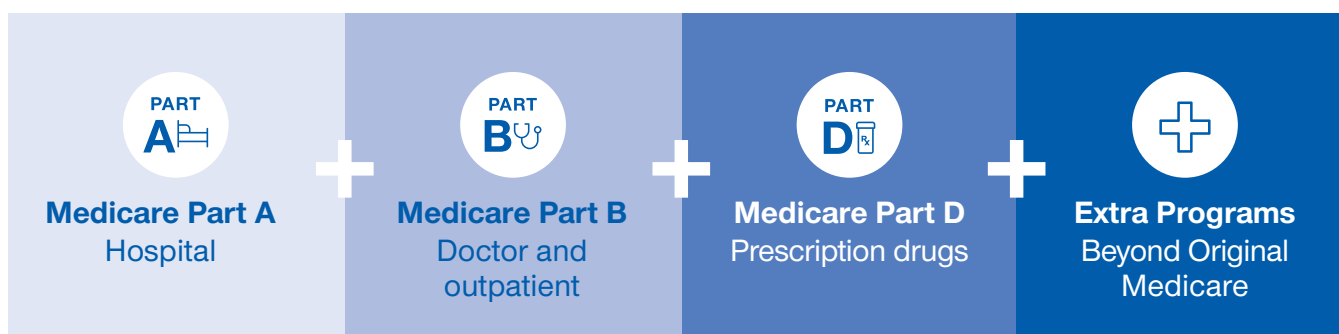 PART
A
Medicare Part A
Hospital
PART
B
Medicare Part B
Doctor and
outpatient
PART
D
Rx
Medicare Part D
Prescription drugs
Extra Programs
Beyond Original
Medicare